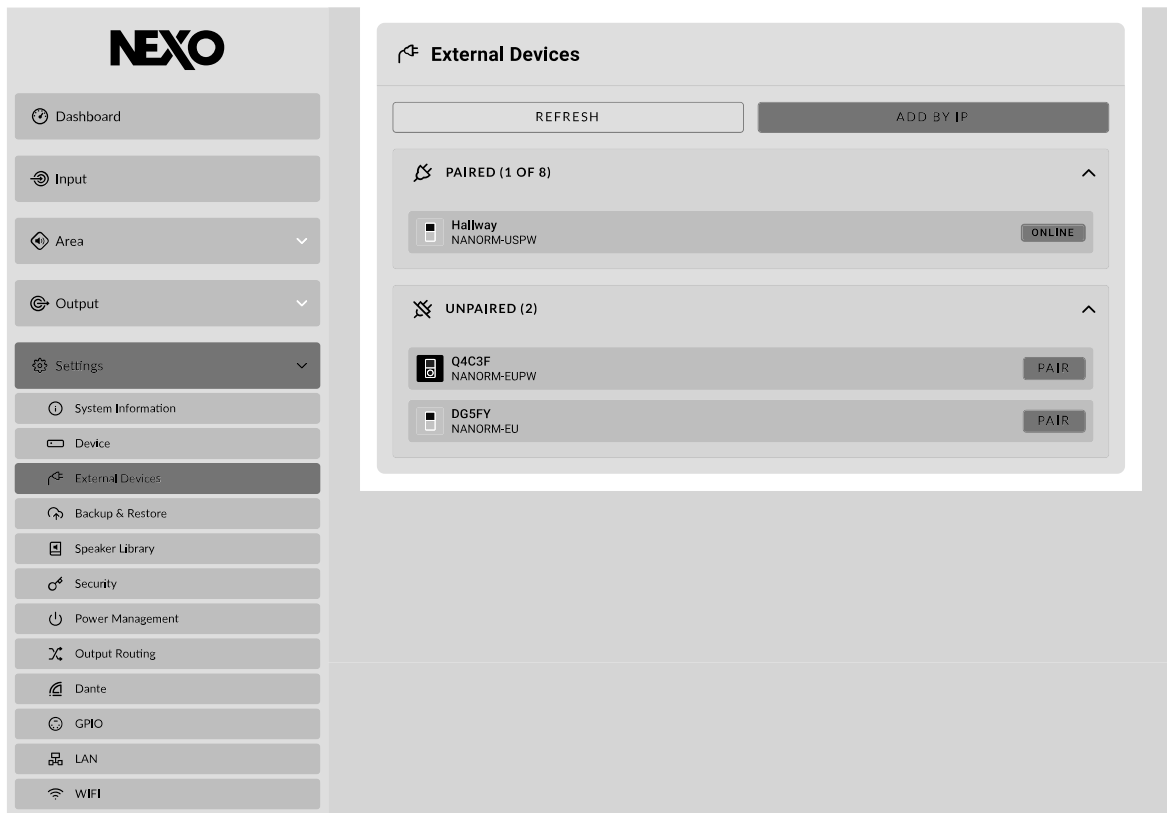 NEXO
Dashboard
Input
Area
Output
Settings
System Information
Device
External Devices
Backup & Restore
Speaker Library
Security
Power Management
Output Routing
Dante
GPIO
LAN
WIFI
External Devices
REFRESH
ADD BY IP
PAIRED (1 OF 8)
Hallway
NANORM-USPW
ONLINE
UNPAIRED (2)
Q4C3F
NANORM-EUPW
PAIR
DG5FY
NANORM-EU
PAIR